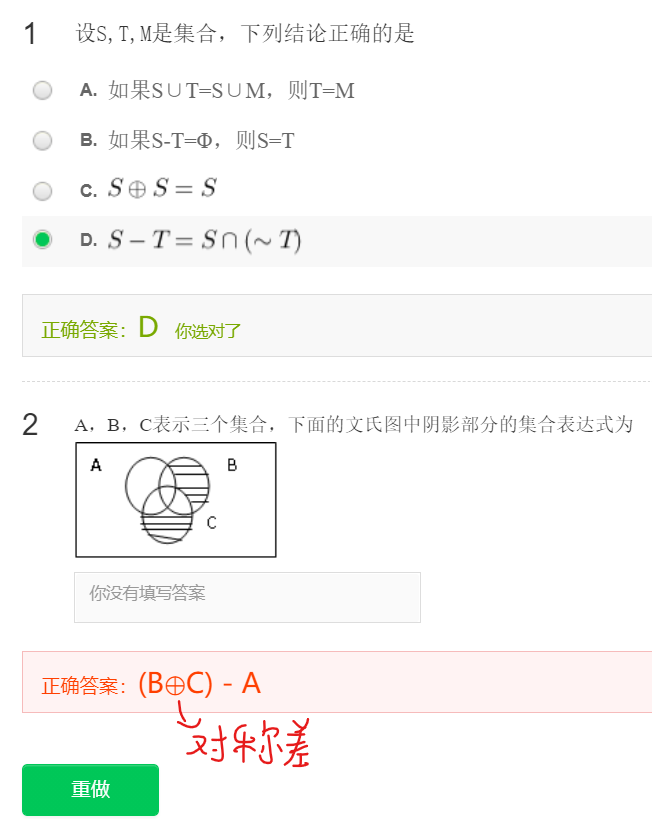 1 设S,T,M是集合，下列结论正确的是
A. 如果S∪T=S∪M，则T=M
B. 如果S-T=Φ，则S=T
C. S ⊕ S = S
D. S − T = S ∩ (∼ T)
正确答案：D 你选对了
2 A，B，C表示三个集合，下面的文氏图中阴影部分的集合表达式为
A B
C
你没有填写答案
正确答案：(B⊕C) - A
对称差
重做